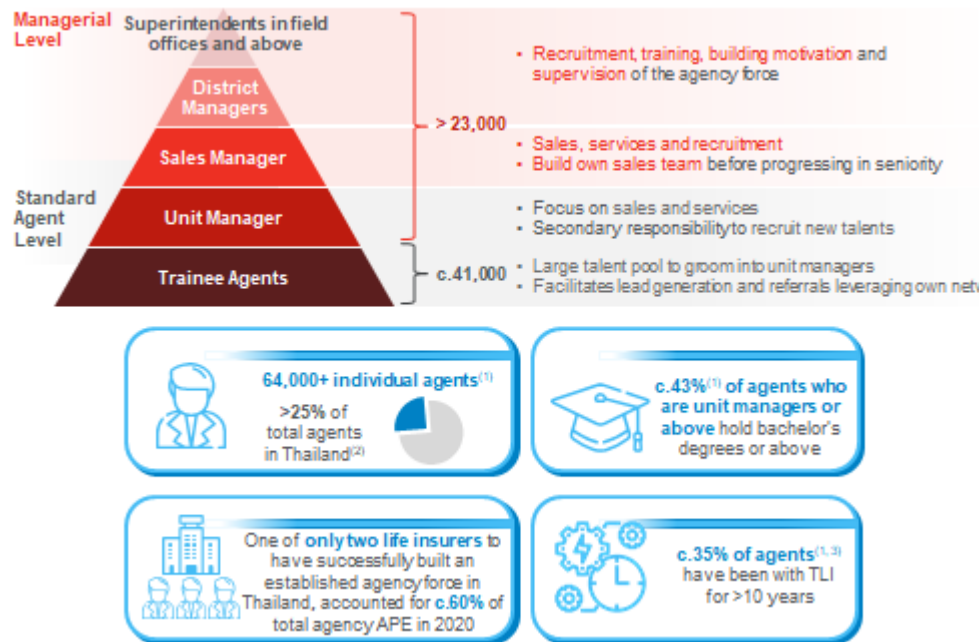 Managerial
Level
Superintendents in field
offices and above
District
Managers
Sales Manager
Standard
Agent
Level
Unit Manager
Trainee Agents
> 23,000
c.41,000
• Recruitment, training, building motivation and
supervision of the agency force
• Sales, services and recruitment
• Build own sales team before progressing in seniority
• Focus on sales and services
• Secondary responsibility to recruit new talents
• Large talent pool to groom into unit managers
• Facilitates lead generation and referrals leveraging own netw
64,000+ individual agents(1)
>25% of
total agents
in Thailand(2)
c.43%(1) of agents who
are unit managers or
above hold bachelor's
degrees or above
One of only two life insurers to
have successfully built an
established agency force in
Thailand, accounted for c.60% of
total agency APE in 2020
c.35% of agents(1, 3)
have been with TLI
for >10 years